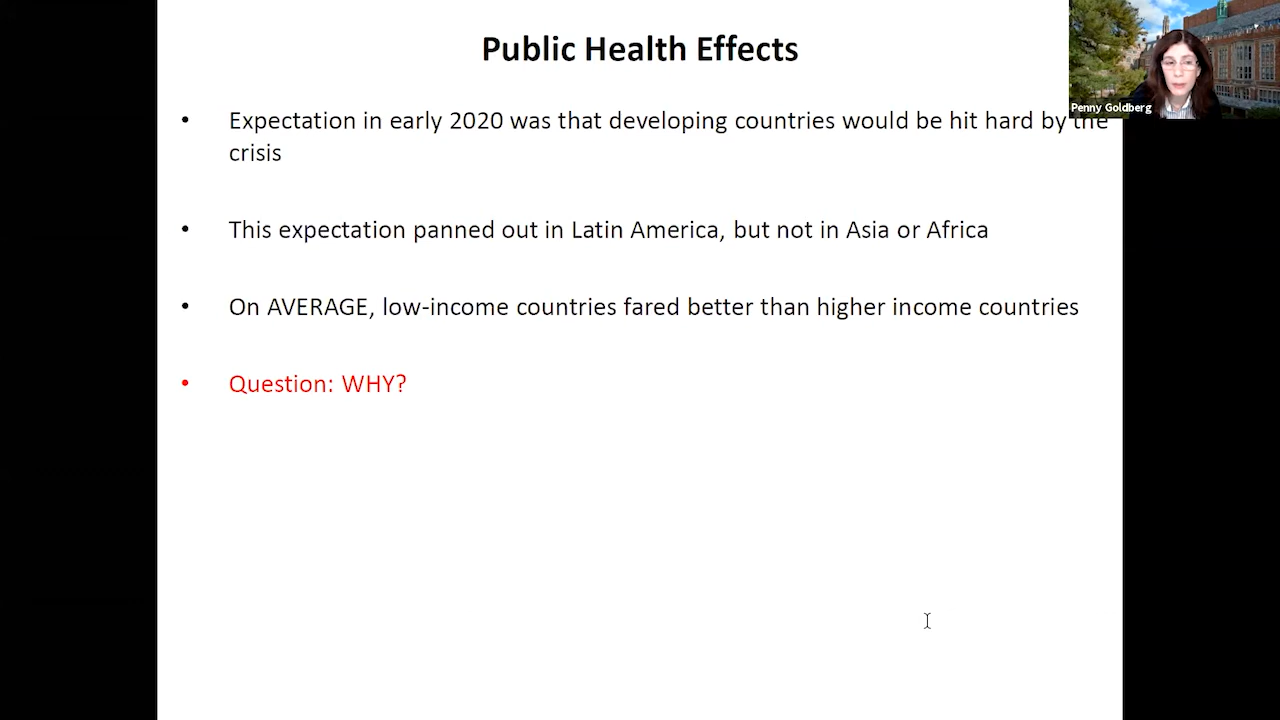 Public Health Effects
Penny Goldberg
• Expectation in early 2020 was that developing countries would be hit hard by the
crisis
• This expectation panned out in Latin America, but not in Asia or Africa
• On AVERAGE, low-income countries fared better than higher income countries
• Question: WHY?